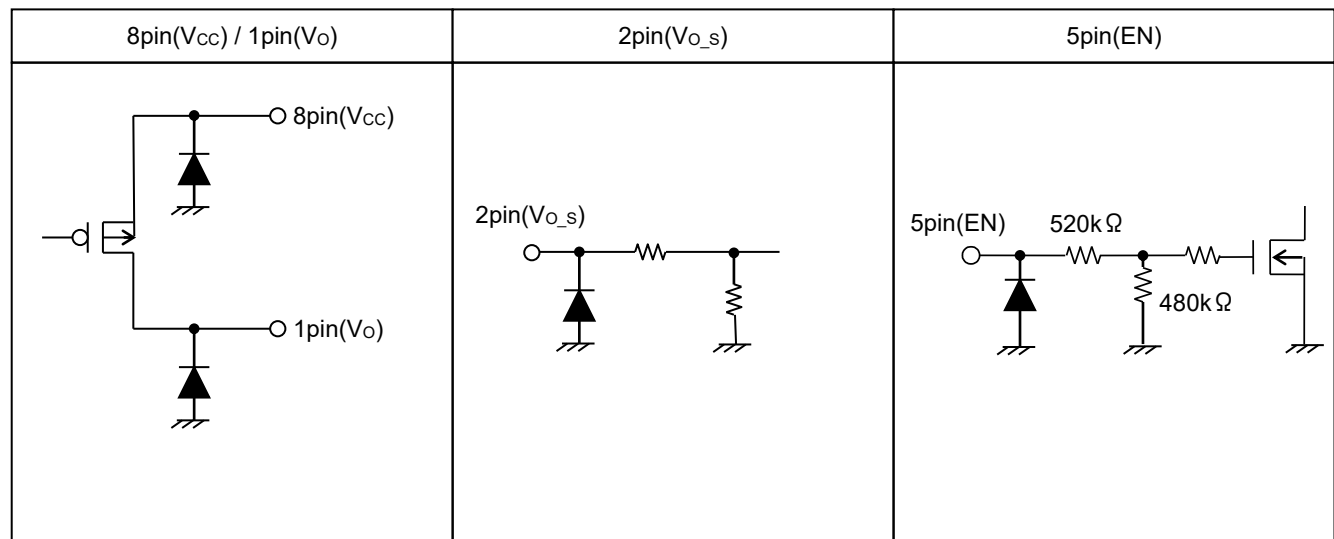 8pin(VCC) / 1pin(VO)
2pin(VO_S)
5pin(EN)
8pin(VCC)
1pin(VO)
2pin(VO_S)
5pin(EN)
520kΩ
480kΩ